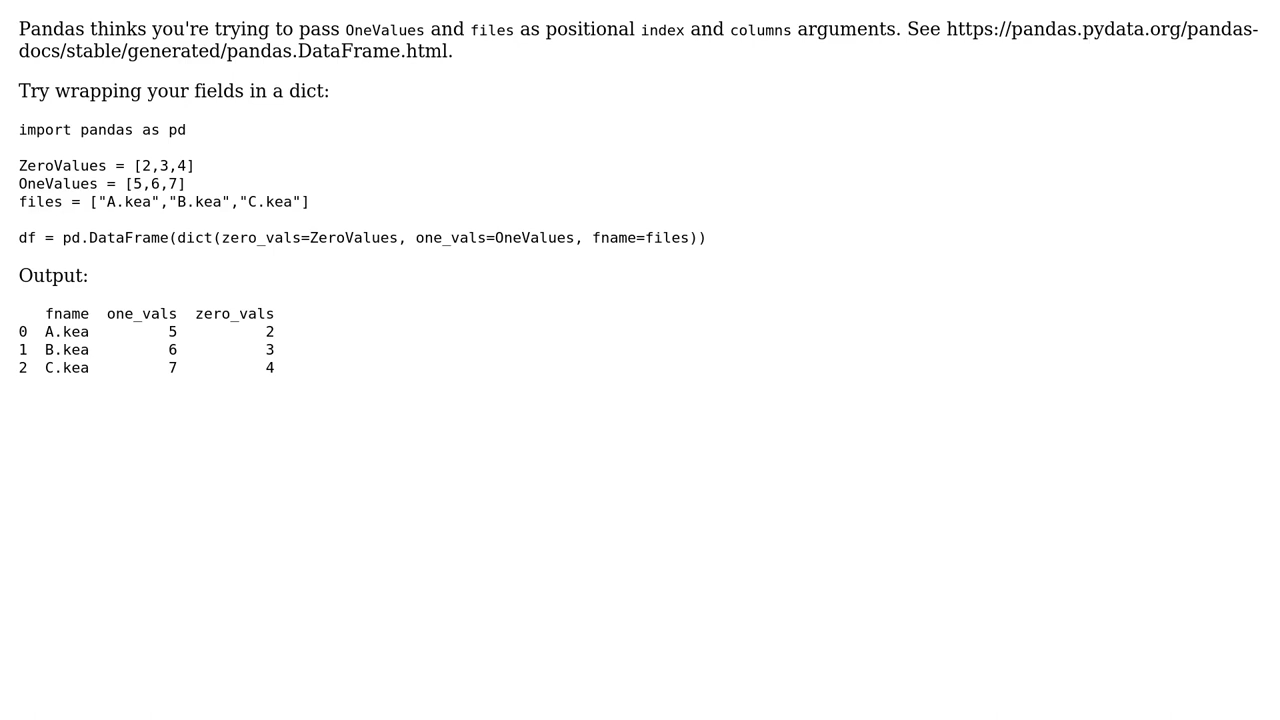 Pandas thinks you're trying to pass OneValues and files as positional index and columns arguments. See https://pandas.pydata.org/pandas-
docs/stable/generated/pandas.DataFrame.html.
Try wrapping your fields in a dict:
import pandas as pd
ZeroValues = [2,3,4]
OneValues = [5,6,7]
files = ["A.kea","B.kea","C.kea"]
df = pd.DataFrame(dict(zero_vals=ZeroValues, one_vals=OneValues, fname=files))
Output:
   fname  one_vals  zero_vals
0  A.kea         5          2
1  B.kea         6          3
2  C.kea         7          4